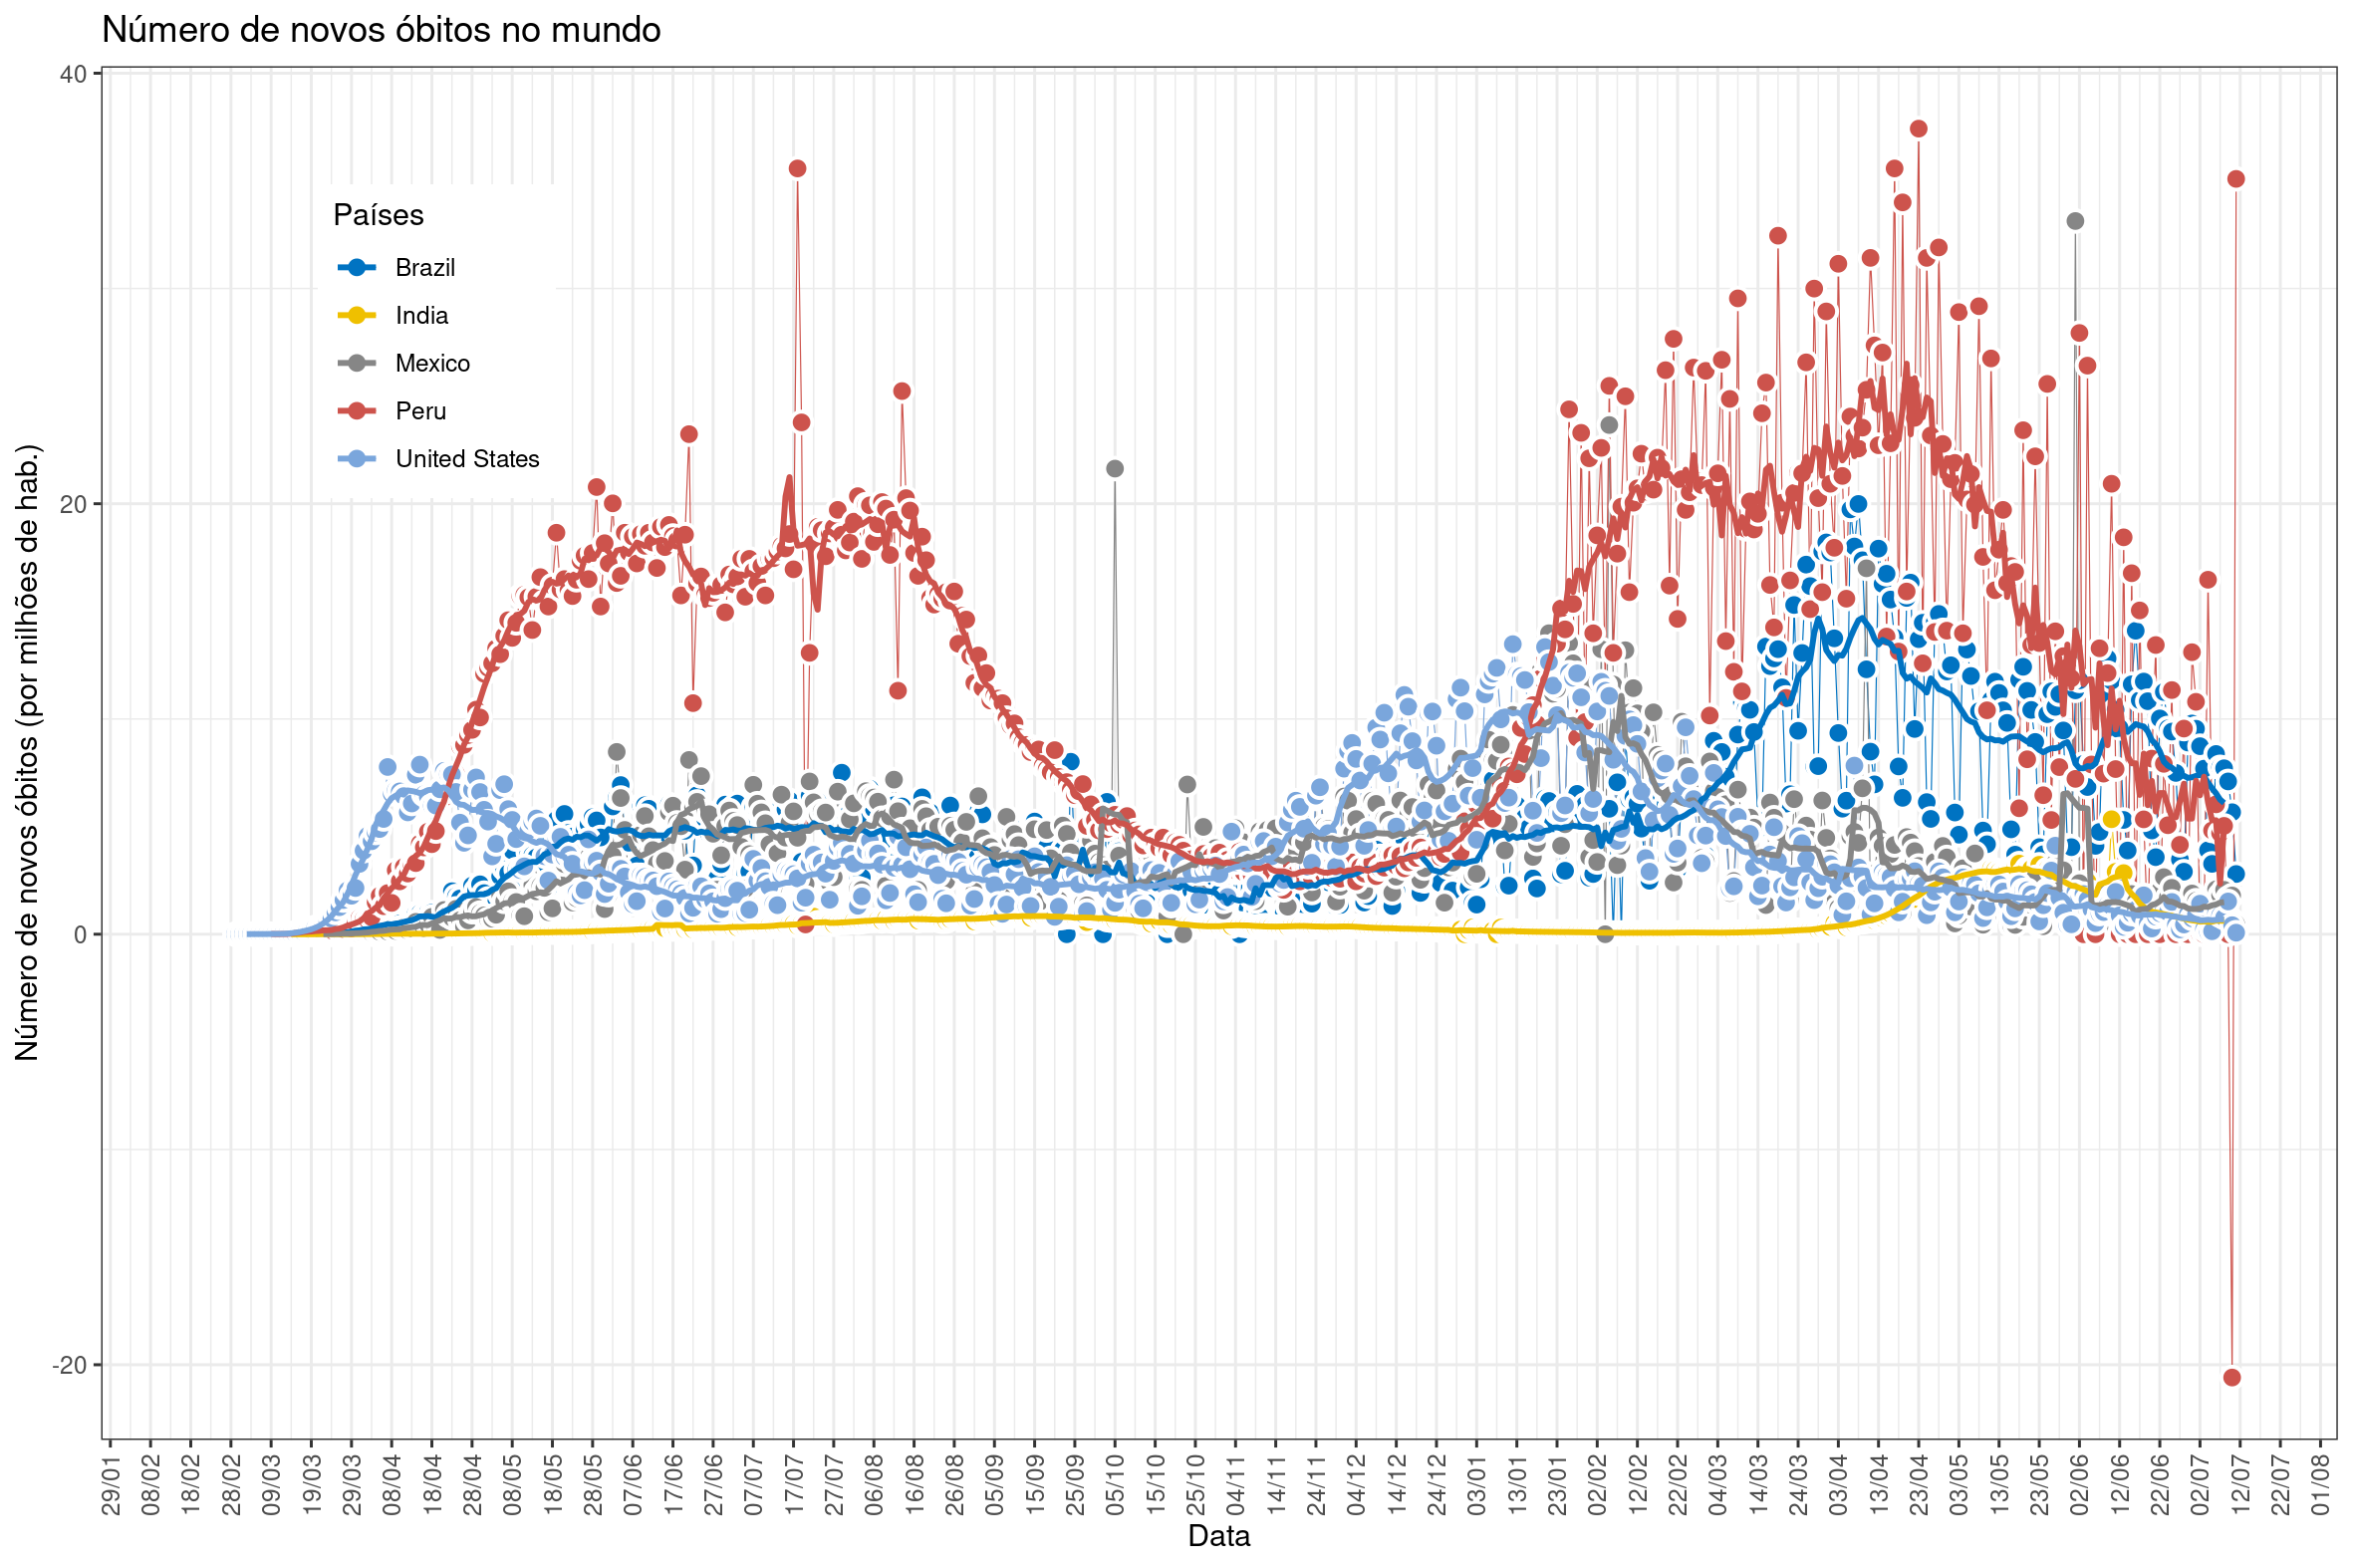 Número de novos óbitos no mundo
Número de novos óbitos (por milhões de hab.)
40
20
0
-20
Países
Brazil
India
Mexico
Peru
United States
29/01 08/02 18/02 28/02 09/03 19/03 29/03 08/04 18/04 28/04 08/05 18/05 28/05 07/06 17/06 27/06 07/07 17/07 27/07 06/08 16/08 26/08 05/09 15/09 25/09 05/10 15/10 25/10 04/11 14/11 24/11 04/12 14/12 24/12 03/01 13/01 23/01 02/02 12/02 22/02 04/03 14/03 24/03 03/04 13/04 23/04 03/05 13/05 23/05 02/06 12/06 22/06 02/07 12/07 22/07 01/08
Data